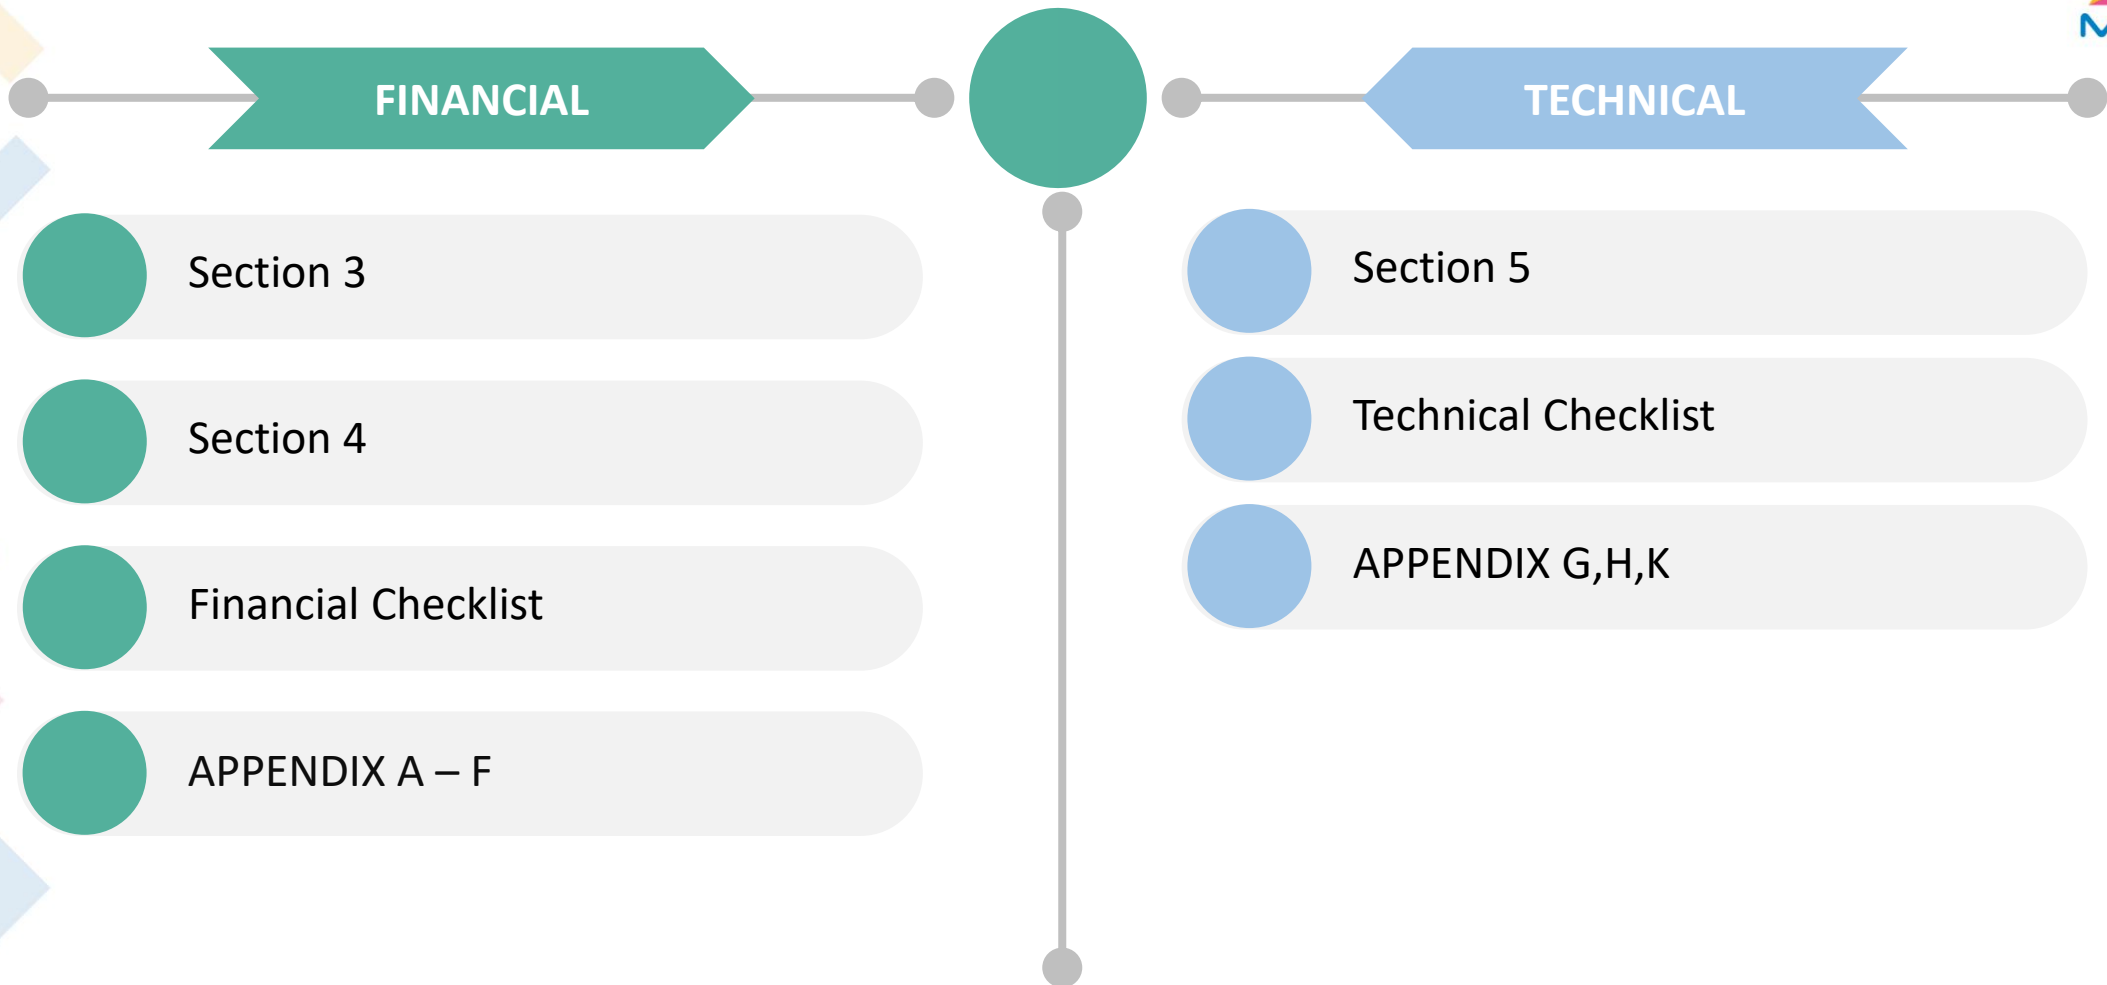 FINANCIAL
TECHNICAL
Section 3
Section 4
Financial Checklist
APPENDIX A – F
Section 5
Technical Checklist
APPENDIX G,H,K